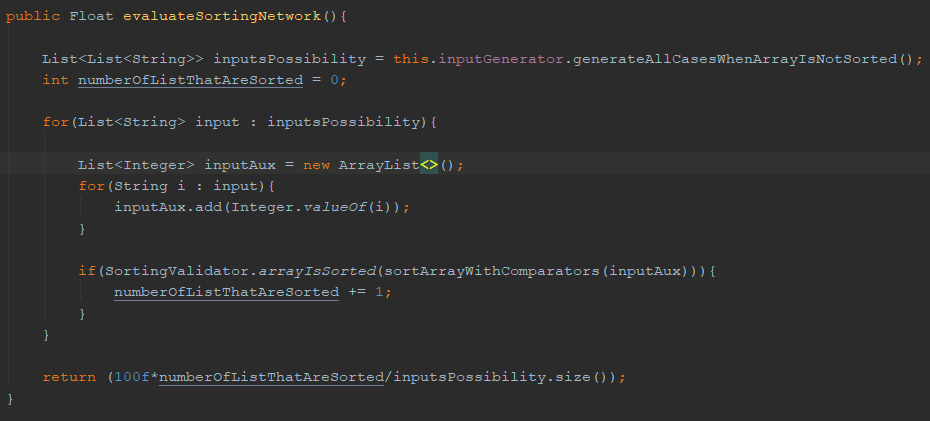 public Float evaluateSortingNetwork(){
List<List<String>> inputsPossibility = this.inputGenerator.generateAllCasesWhenArrayIsNotSorted();
int numberOfListThatAreSorted = 0;
for(List<String> input : inputsPossibility){
List<Integer> inputAux = new ArrayList<>();
for(String i : input){
inputAux.add(Integer.valueOf(i));
}
if(SortingValidator.arrayIsSorted(sortArrayWithComparators(inputAux))){
numberOfListThatAreSorted += 1;
}
}
return (100f*numberOfListThatAreSorted/inputsPossibility.size());
}